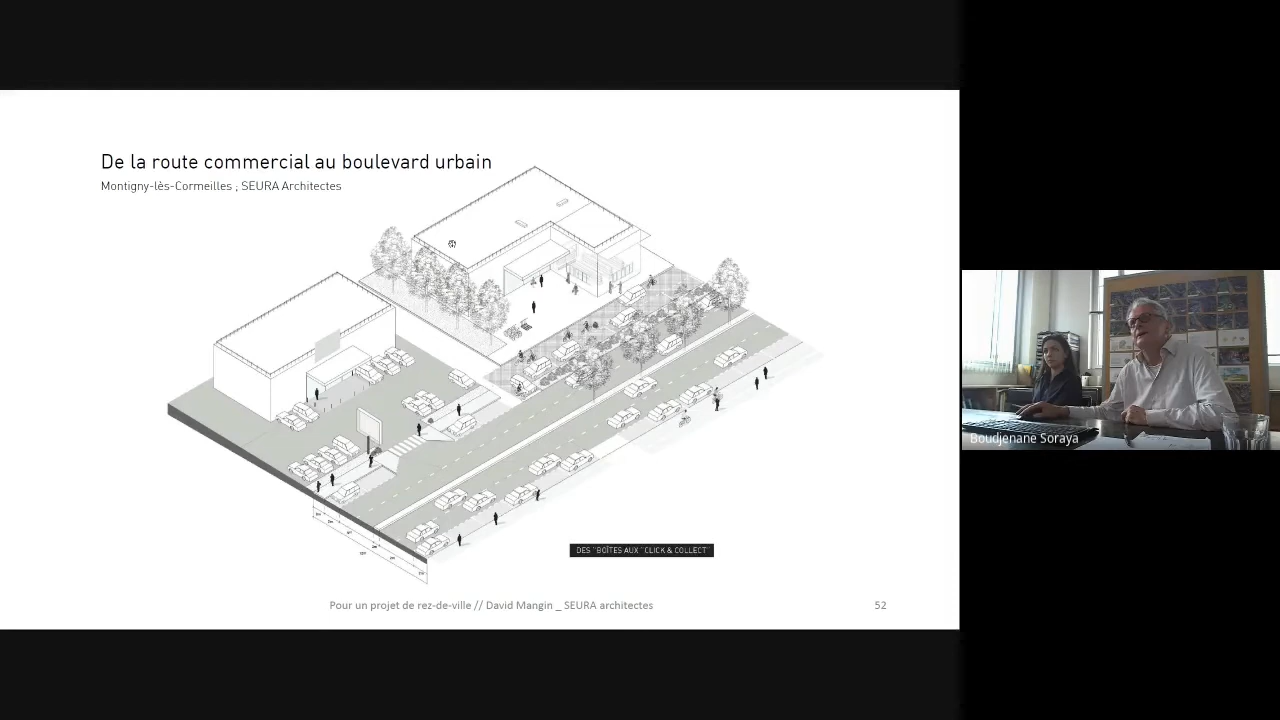 De la route commercial au boulevard urbain
Montigny-lès-Cormeilles ; SEURA Architectes
DES "BOÎTES AUX "CLICK & COLLECT"
Pour un projet de rez-de-ville // David Mangin _ SEURA architectes
52
Boudjenane Soraya